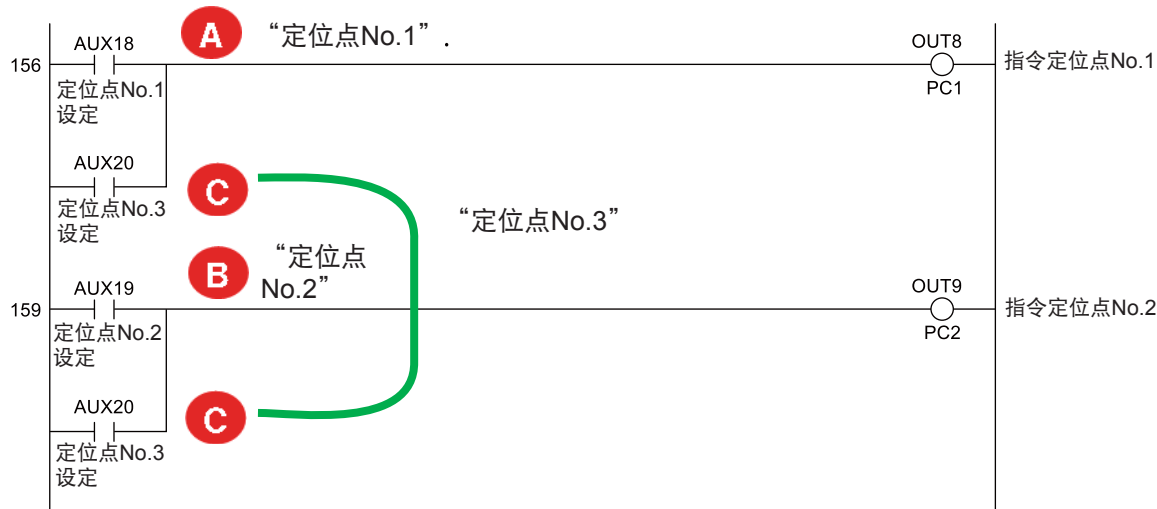 A
“定位点No.1”.
AUX18
OUT8
156
指令定位点No.1
定位点No.1
设定
PC1
AUX20
C
定位点No.3
设定
“定位点No.3”
B
“定位点
No.2”
AUX19
OUT9
159
指令定位点No.2
定位点No.2
设定
PC2
AUX20
C
定位点No.3
设定